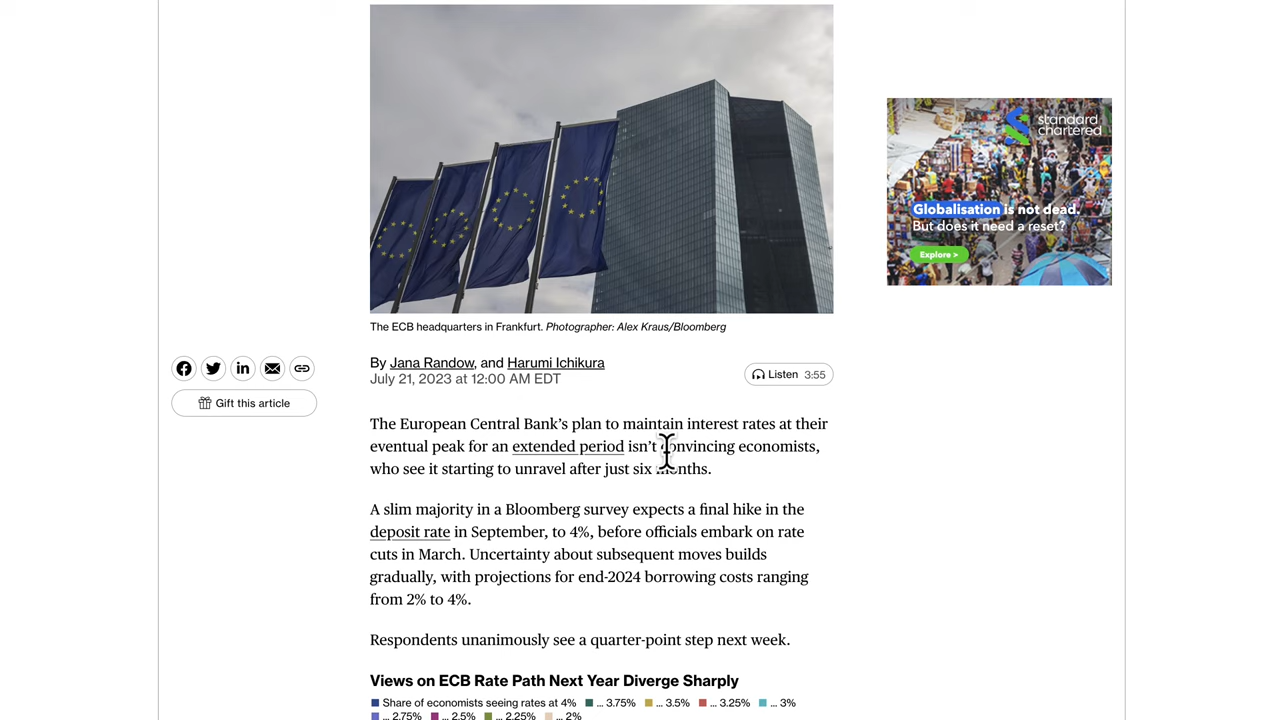 standard
chartered
Globalisation is not dead.
But does it need a reset?
Explore >
The ECB headquarters in Frankfurt. Photographer: Alex Kraus/Bloomberg
By Jana Randow, and Harumi Ichikura
July 21, 2023 at 12:00 AM EDT
Listen 3:55
Gift this article
The European Central Bank’s plan to maintain interest rates at their
eventual peak for an extended period isn’t convincing economists,
who see it starting to unravel after just six months.
A slim majority in a Bloomberg survey expects a final hike in the
deposit rate in September, to 4%, before officials embark on rate
cuts in March. Uncertainty about subsequent moves builds
gradually, with projections for end-2024 borrowing costs ranging
from 2% to 4%.
Respondents unanimously see a quarter-point step next week.
Views on ECB Rate Path Next Year Diverge Sharply
Share of economists seeing rates at 4% ... 3.75% ... 3.5% ... 3.25% ... 3%
... 2.75% ... 2.5% ... 2.25% ... 2%